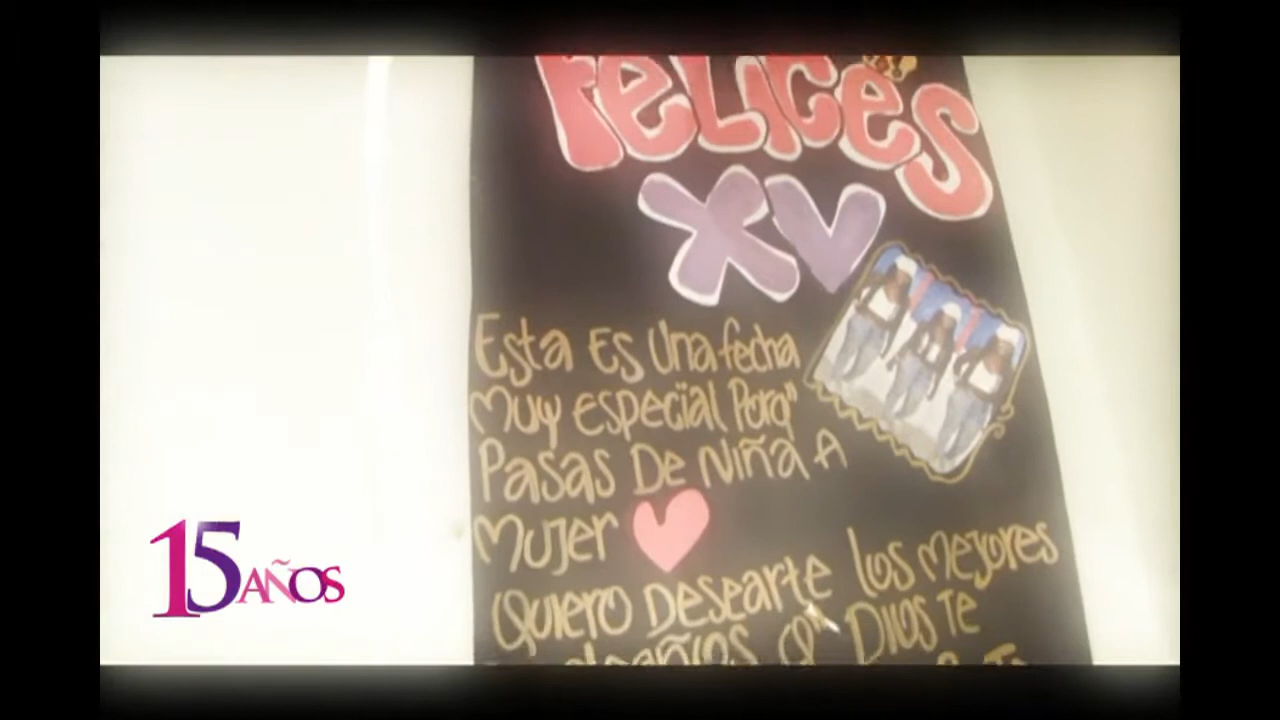 FELICES
XV
Esta Es Una fecha
Muy especial Porq"
Pasas De Niña A
Mujer
Quiero Desearte los mejores
Q" Dios Te
15 AÑOS